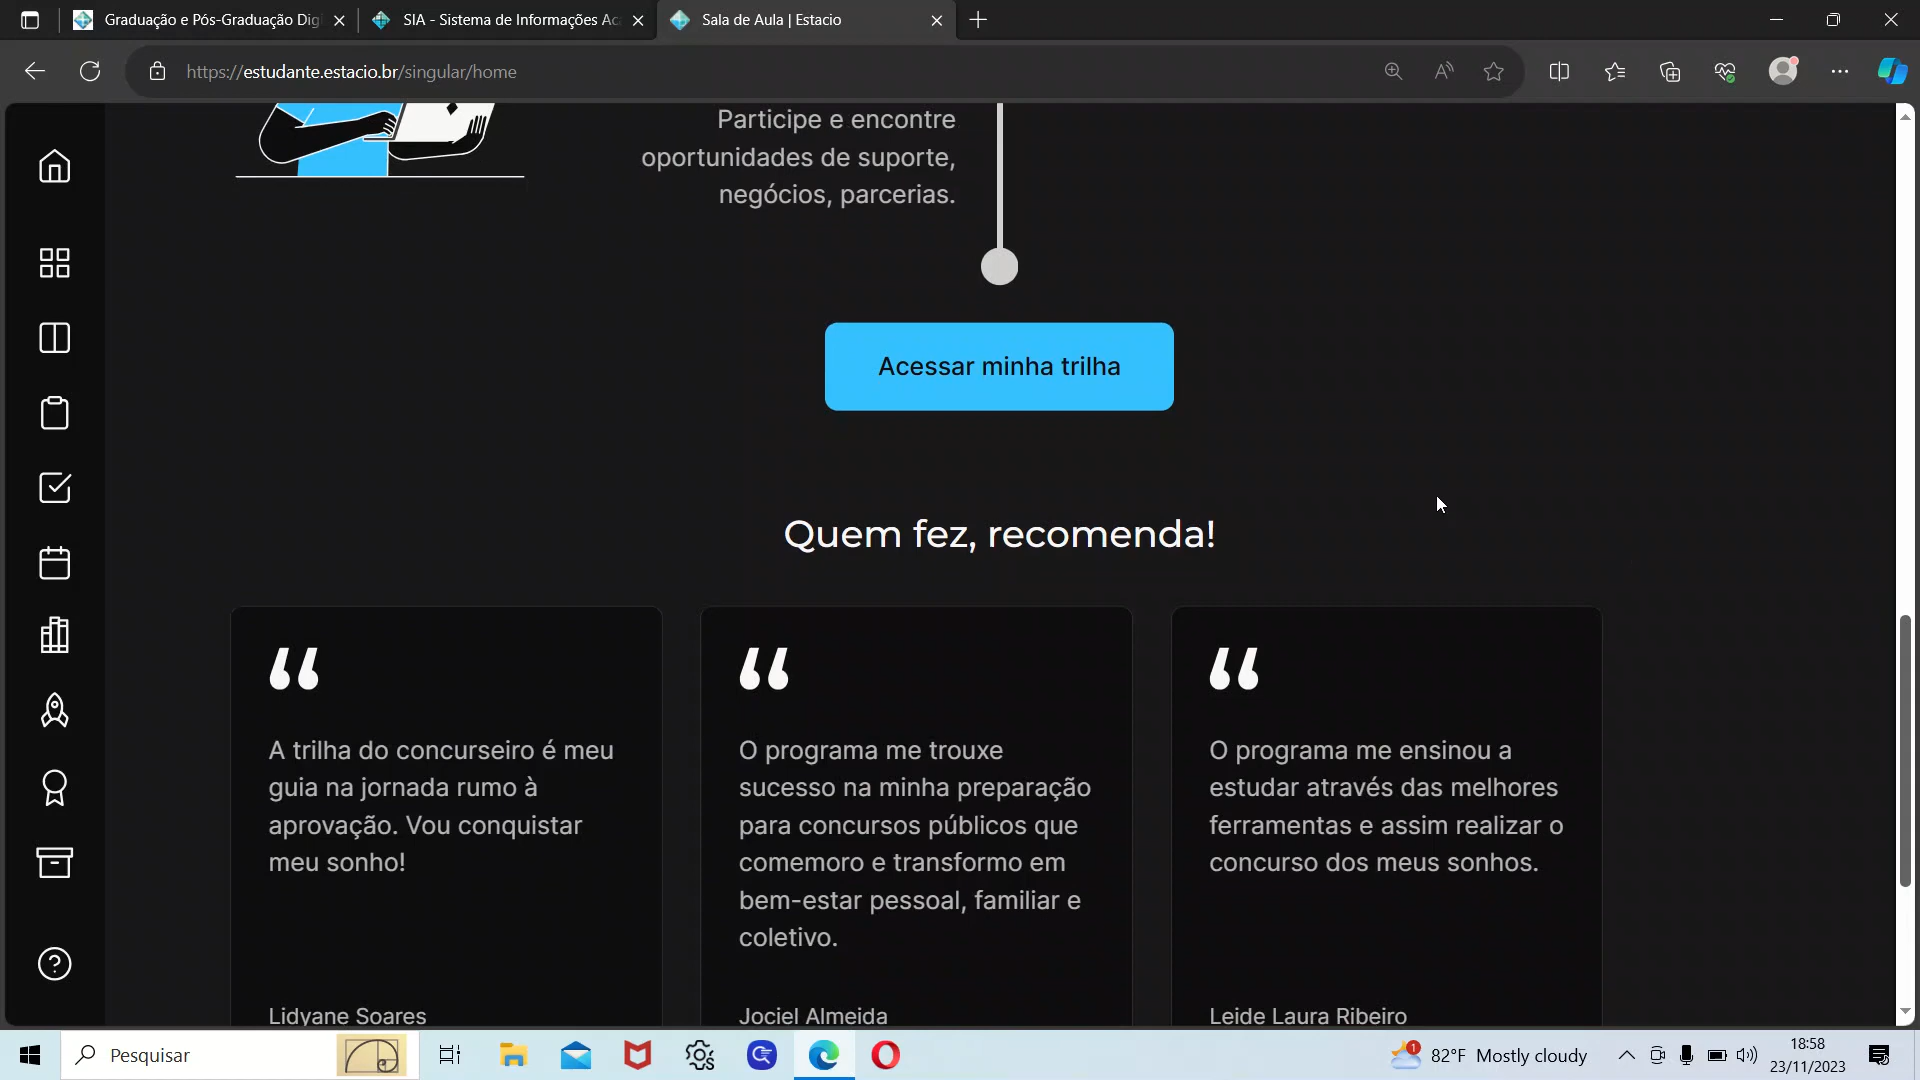 Graduação e Pós-Graduação Dig
SIA - Sistema de Informações Aca
Sala de Aula | Estacio
https://estudante.estacio.br/singular/home
Participe e encontre
oportunidades de suporte,
negócios, parcerias.
Acessar minha trilha
Quem fez, recomenda!
A trilha do concurseiro é meu
guia na jornada rumo à
aprovação. Vou conquistar
meu sonho!
Lidyane Soares
O programa me trouxe
sucesso na minha preparação
para concursos públicos que
comemoro e transformo em
bem-estar pessoal, familiar e
coletivo.
Jociel Almeida
O programa me ensinou a
estudar através das melhores
ferramentas e assim realizar o
concurso dos meus sonhos.
Leide Laura Ribeiro
Pesquisar
1
82°F Mostly cloudy
18:58
23/11/2023